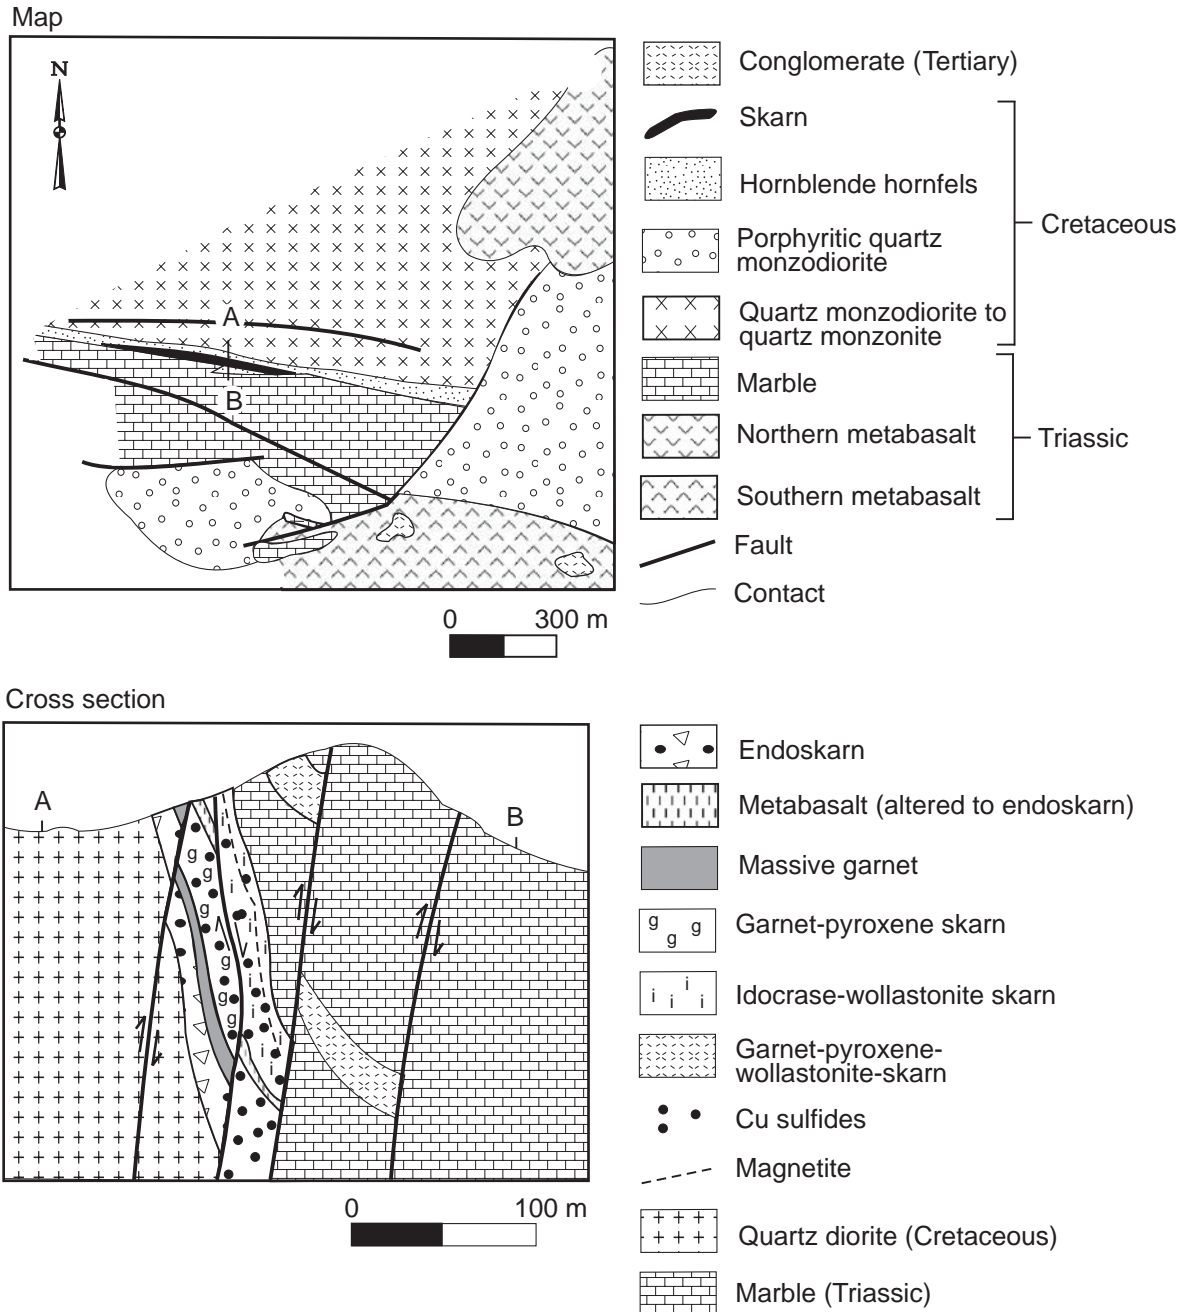 Map
N
A
B
0 300 m
Conglomerate (Tertiary)
Skarn
Hornblende hornfels
Porphyritic quartz
monzodiorite
Quartz monzodiorite to
quartz monzonite
Cretaceous
Marble
Northern metabasalt
Southern metabasalt
Triassic
Fault
Contact
Cross section
A
B
g
g
g
g
g
g
i
i
i
i
i
i
i
i
i
0 100 m
Endoskarn
Metabasalt (altered to endoskarn)
Massive garnet
g g g
Garnet-pyroxene skarn
i i i i
Idocrase-wollastonite skarn
Garnet-pyroxene-
wollastonite-skarn
Cu sulfides
Magnetite
Quartz diorite (Cretaceous)
Marble (Triassic)